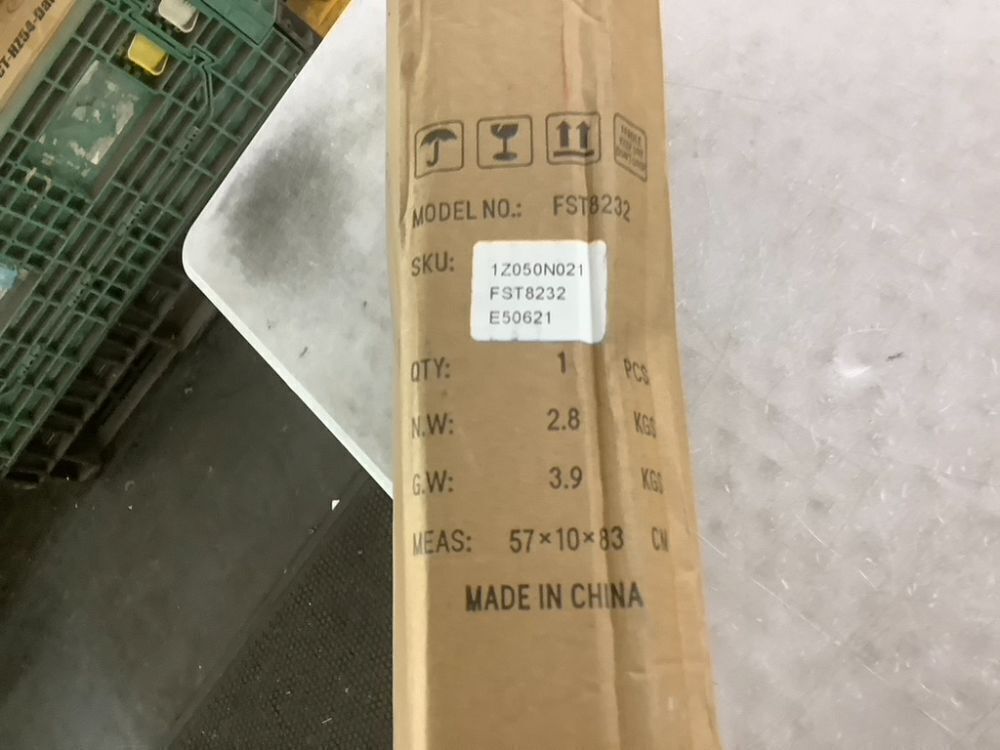 MODEL NO.: FST8232
SKU: 1Z050N021
FST8232
E50621
QTY: 1 PCS
N.W: 2.8 KGS
G.W: 3.9 KGS
MEAS: 57×10×83 CM
MADE IN CHINA